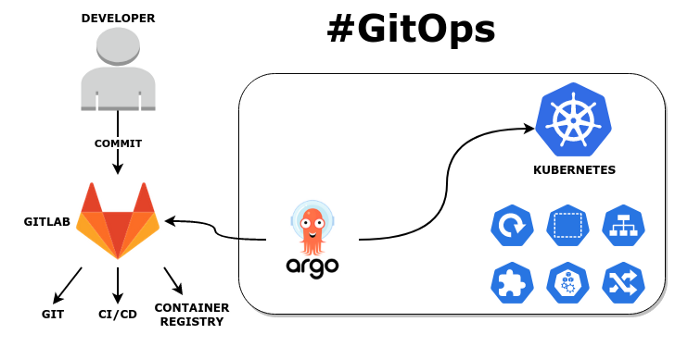 DEVELOPER
#GitOps
COMMIT
KUBERNETES
GITLAB
argo
GIT
CI/CD
CONTAINER
REGISTRY